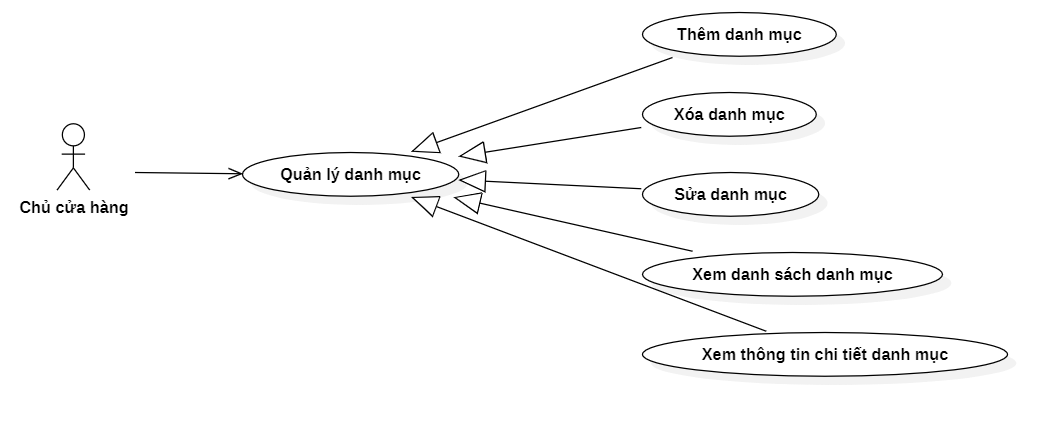 Thêm danh mục
Xóa danh mục
Quản lý danh mục
Sửa danh mục
Chủ cửa hàng
Xem danh sách danh mục
Xem thông tin chi tiết danh mục